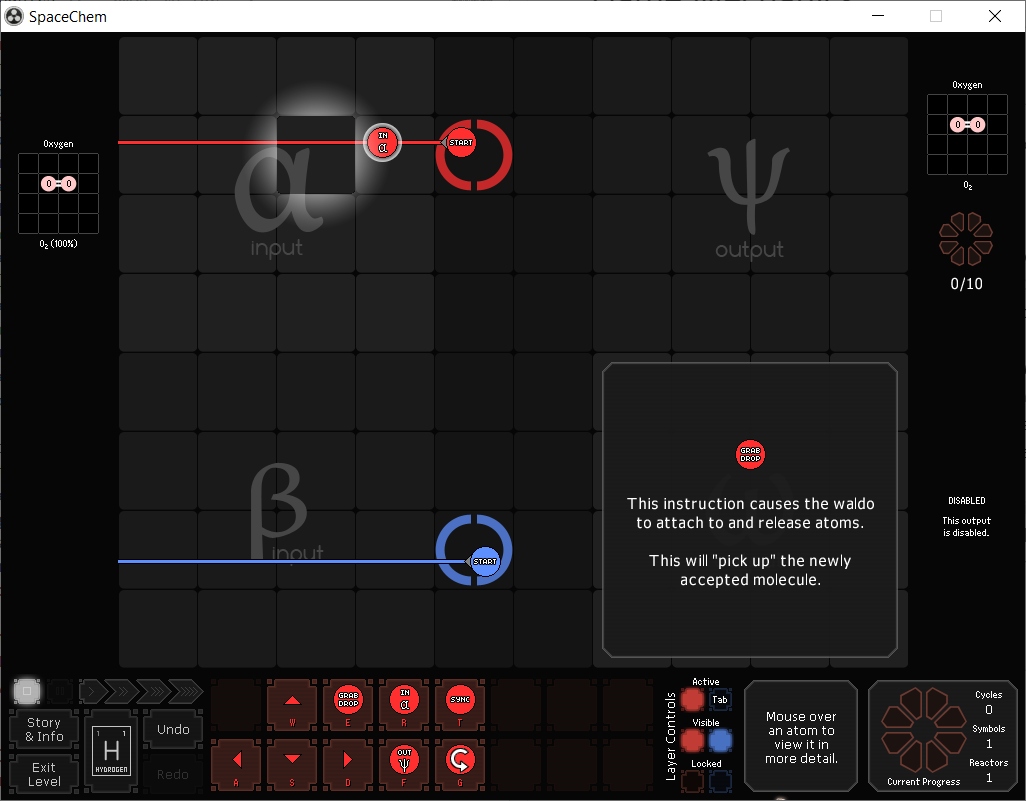 SpaceChem
Oxygen
O=O
O₂ (100%)
α
input
IN
α
START
ψ
output
Oxygen
O=O
O₂
0/10
β
input
START
GRAB
DROP
This instruction causes the waldo
to attach to and release atoms.
This will "pick up" the newly
accepted molecule.
DISABLED
This output
is disabled.
Story
& Info
Exit
Level
1 1
H
HYDROGEN
Undo
Redo
W
GRAB
DROP
E
IN
α
R
SYNC
T
A
S
D
OUT
ψ
F
G
Layer Controls
Active
Tab
Visible
Locked
Mouse over
an atom to
view it in
more detail.
Cycles
0
Symbols
1
Reactors
1
Current Progress